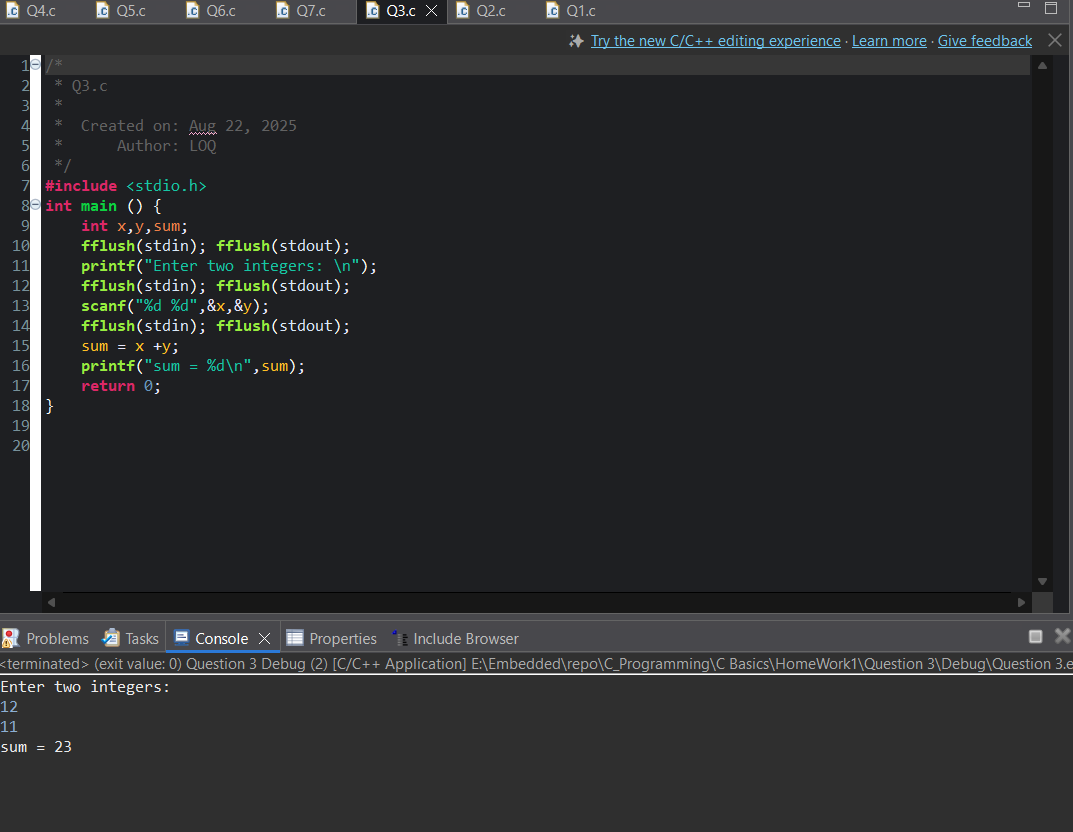 Q4.c Q5.c Q6.c Q7.c Q3.c Q2.c Q1.c
Try the new C/C++ editing experience · Learn more · Give feedback
1 /*
2  * Q3.c
3  *
4  *  Created on: Aug 22, 2025
5  *      Author: LOQ
6  */
7 #include <stdio.h>
8 int main () {
9     int x,y,sum;
10     fflush(stdin); fflush(stdout);
11     printf("Enter two integers: \n");
12     fflush(stdin); fflush(stdout);
13     scanf("%d %d",&x,&y);
14     fflush(stdin); fflush(stdout);
15     sum = x +y;
16     printf("sum = %d\n",sum);
17     return 0;
18 }
19
20
Problems Tasks Console Properties Include Browser
<terminated> (exit value: 0) Question 3 Debug (2) [C/C++ Application] E:\Embedded\repo\C_Programming\C Basics\HomeWork1\Question 3\Debug\Question 3.e
Enter two integers:
12
11
sum = 23